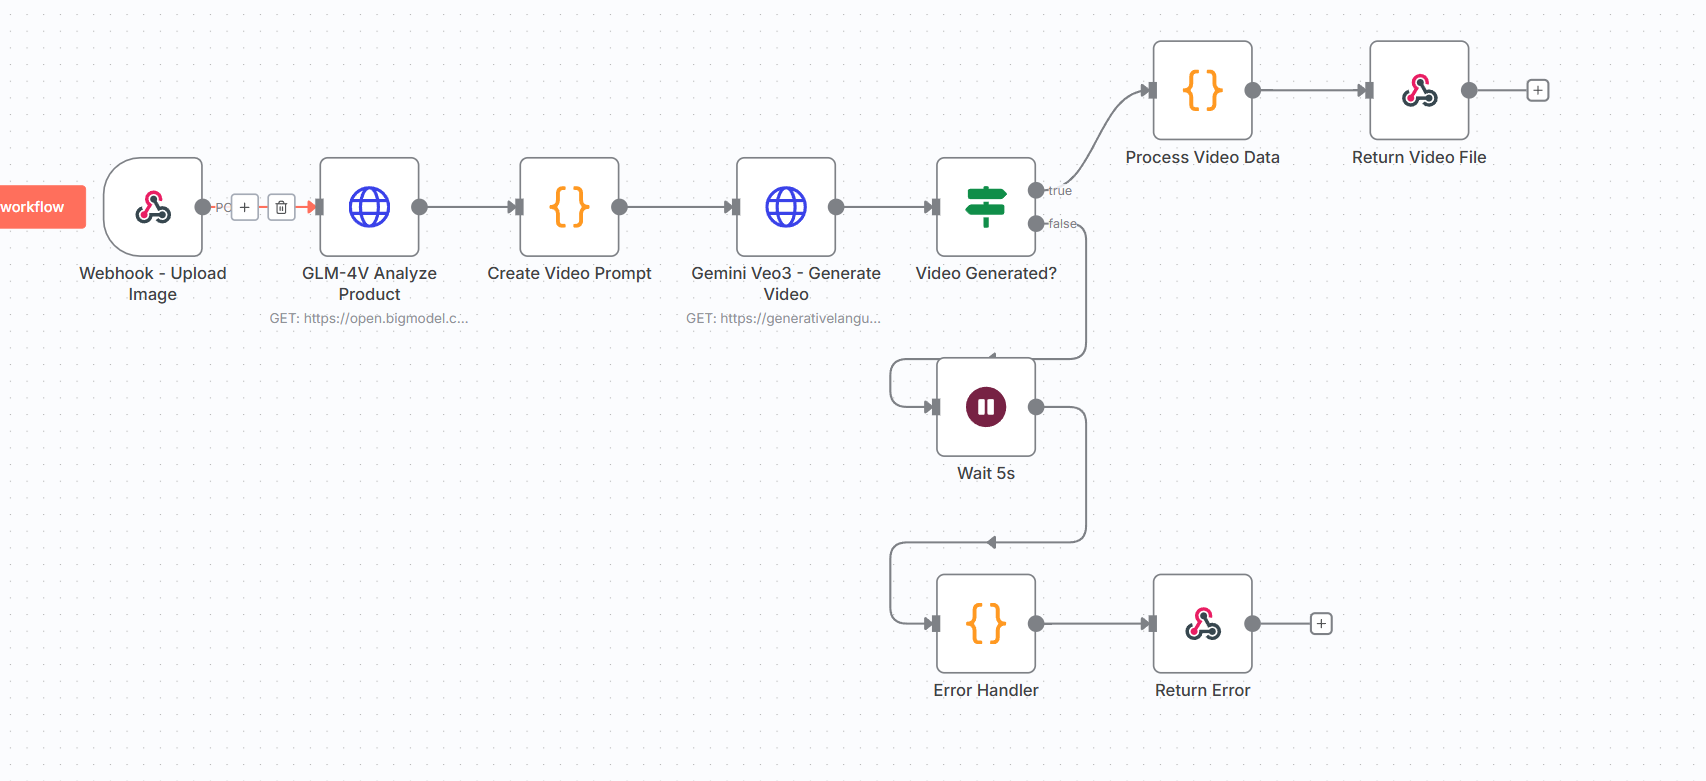 Process Video Data
Return Video File
workflow
PO
true
false
Webhook - Upload
Image
GLM-4V Analyze
Product
GET: https://open.bigmodel.c...
Create Video Prompt
Gemini Veo3 - Generate
Video
GET: https://generativelangu...
Video Generated?
Wait 5s
Error Handler
Return Error